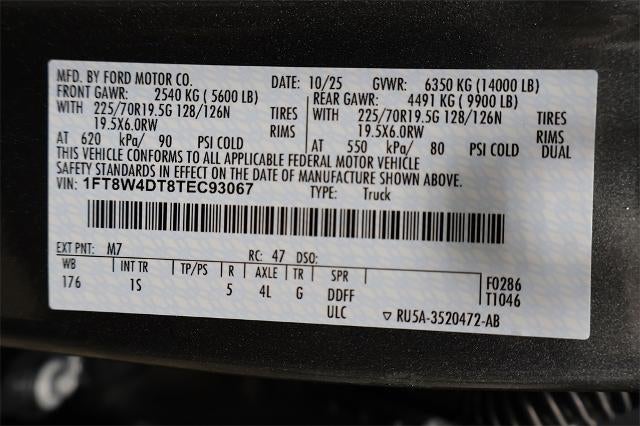 MFD. BY FORD MOTOR CO. DATE: 10/25 GVWR: 6350 KG (14000 LB)
FRONT GAWR: 2540 KG ( 5600 LB) REAR GAWR: 4491 KG ( 9900 LB)
WITH 225/70R19.5G 128/126N TIRES WITH 225/70R19.5G 128/126N TIRES
19.5X6.0RW RIMS 19.5X6.0RW RIMS
AT 620 kPa/ 90 PSI COLD AT 550 kPa/ 80 PSI COLD DUAL
THIS VEHICLE CONFORMS TO ALL APPLICABLE FEDERAL MOTOR VEHICLE
SAFETY STANDARDS IN EFFECT ON THE DATE OF MANUFACTURE SHOWN ABOVE.
VIN: 1FT8W4DT8TEC93067 TYPE: Truck
EXT PNT: M7 RC: 47 DSO:
WB INT TR TP/PS R AXLE TR SPR F0286
176 1S 5 4L G DDFF T1046
ULC RU5A-3520472-AB